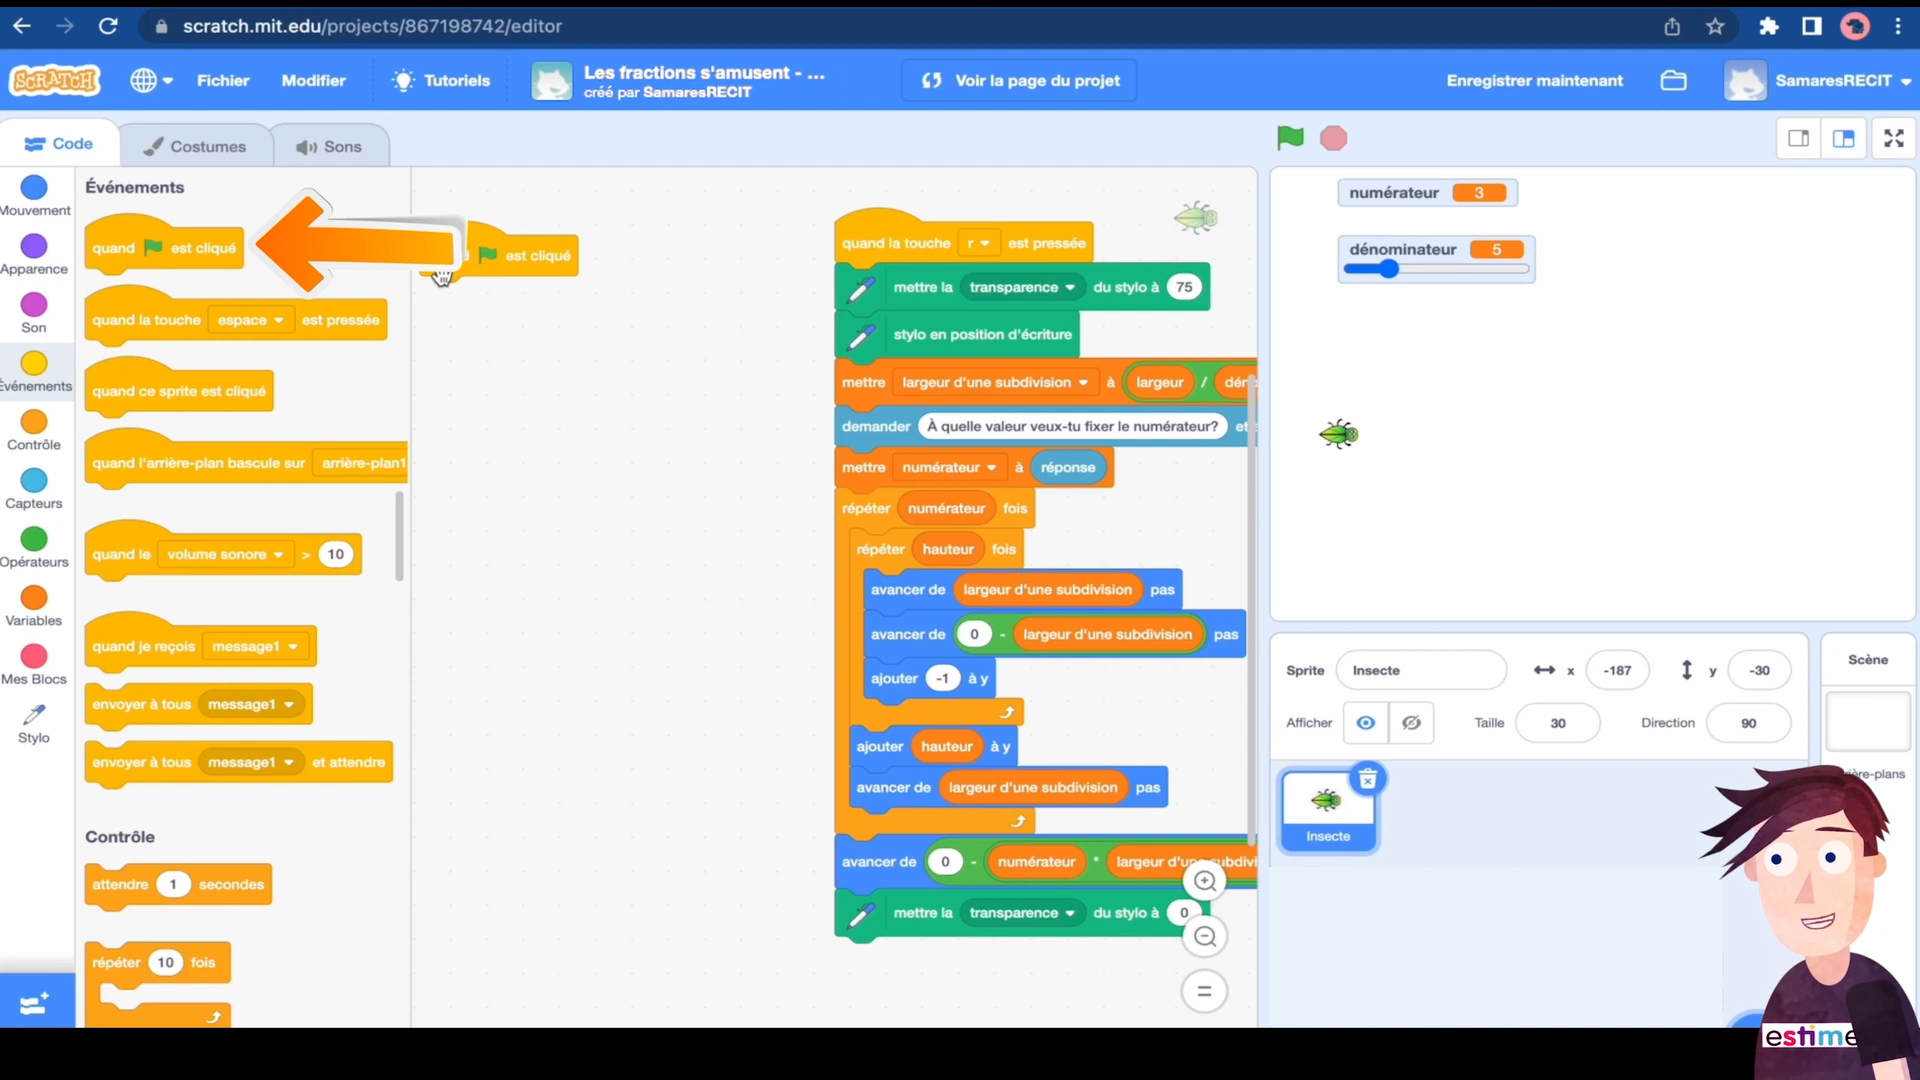 scratch.mit.edu/projects/867198742/editor
SCRATCH
Fichier
Modifier
Tutoriels
Les fractions s'amusent - ...
créé par SamaresRECIT
Voir la page du projet
Enregistrer maintenant
SamaresRECIT
Code
Costumes
Sons
Mouvement
Apparence
Son
Événements
Contrôle
Capteurs
Opérateurs
Variables
Mes Blocs
Stylo
Événements
quand est cliqué
quand la touche espace est pressée
quand ce sprite est cliqué
quand l'arrière-plan bascule sur arrière-plan1
quand le volume sonore > 10
quand je reçois message1
envoyer à tous message1
envoyer à tous message1 et attendre
Contrôle
attendre 1 secondes
répéter 10 fois
est cliqué
quand la touche r est pressée
mettre la transparence du stylo à 75
stylo en position d'écriture
mettre largeur d'une subdivision à largeur / déno
demander À quelle valeur veux-tu fixer le numérateur? et
mettre numérateur à réponse
répéter numérateur fois
répéter hauteur fois
avancer de largeur d'une subdivision pas
avancer de 0 - largeur d'une subdivision pas
ajouter -1 à y
ajouter hauteur à y
avancer de largeur d'une subdivision pas
avancer de 0 - numérateur * largeur d'une subdivi
mettre la transparence du stylo à 0
numérateur 3
dénominateur 5
Sprite Insecte x -187 y -30
Afficher Taille 30 Direction 90
Insecte
Scène
ère-plans
estime